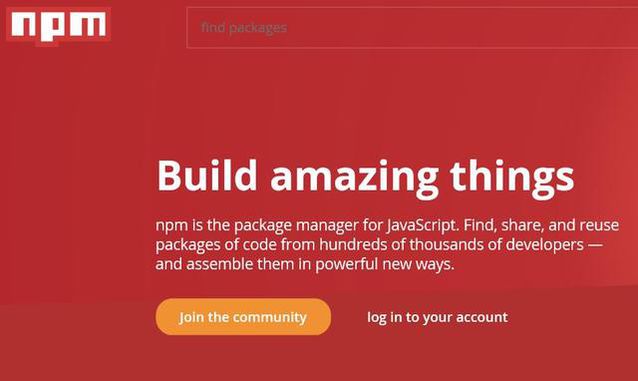 npm
find packages
Build amazing things
npm is the package manager for JavaScript. Find, share, and reuse
packages of code from hundreds of thousands of developers —
and assemble them in powerful new ways.
Join the community
log in to your account